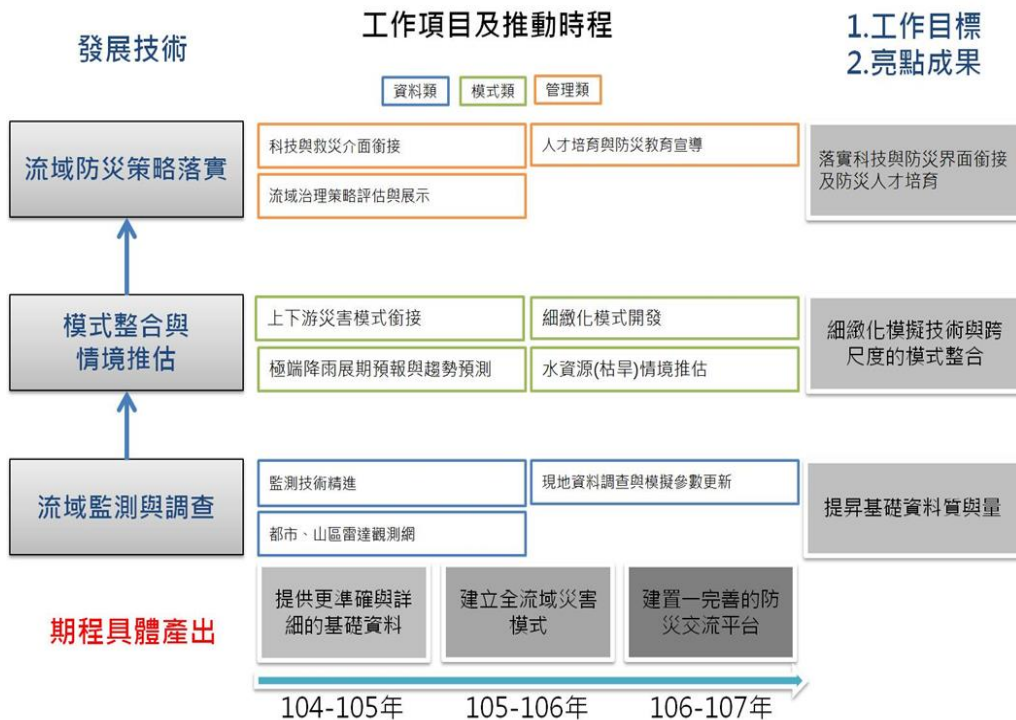 發展技術
工作項目及推動時程
1.工作目標
2.亮點成果
資料類
模式類
管理類
流域防災策略落實
科技與救災介面銜接
人才培育與防災教育宣導
流域治理策略評估與展示
落實科技與防災界面銜接
及防災人才培育
模式整合與
情境推估
上下游災害模式銜接
細緻化模式開發
極端降雨展期預報與趨勢預測
水資源(枯旱)情境推估
細緻化模擬技術與跨
尺度的模式整合
流域監測與調查
監測技術精進
現地資料調查與模擬參數更新
都市、山區雷達觀測網
提昇基礎資料質與量
期程具體產出
提供更準確與詳
細的基礎資料
建立全流域災害
模式
建置一完善的防
災交流平台
104-105年
105-106年
106-107年